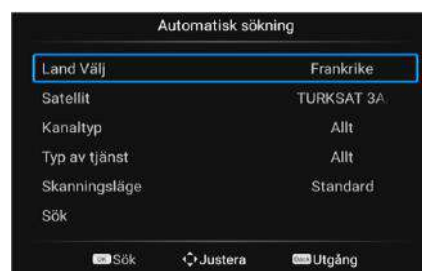 Automatisk sökning
Land Välj Frankrike
Satellit TURKSAT 3A
Kanaltyp Allt
Typ av tjänst Allt
Skanningsläge Standard
Sök
OK Sök Justera Back Utgång